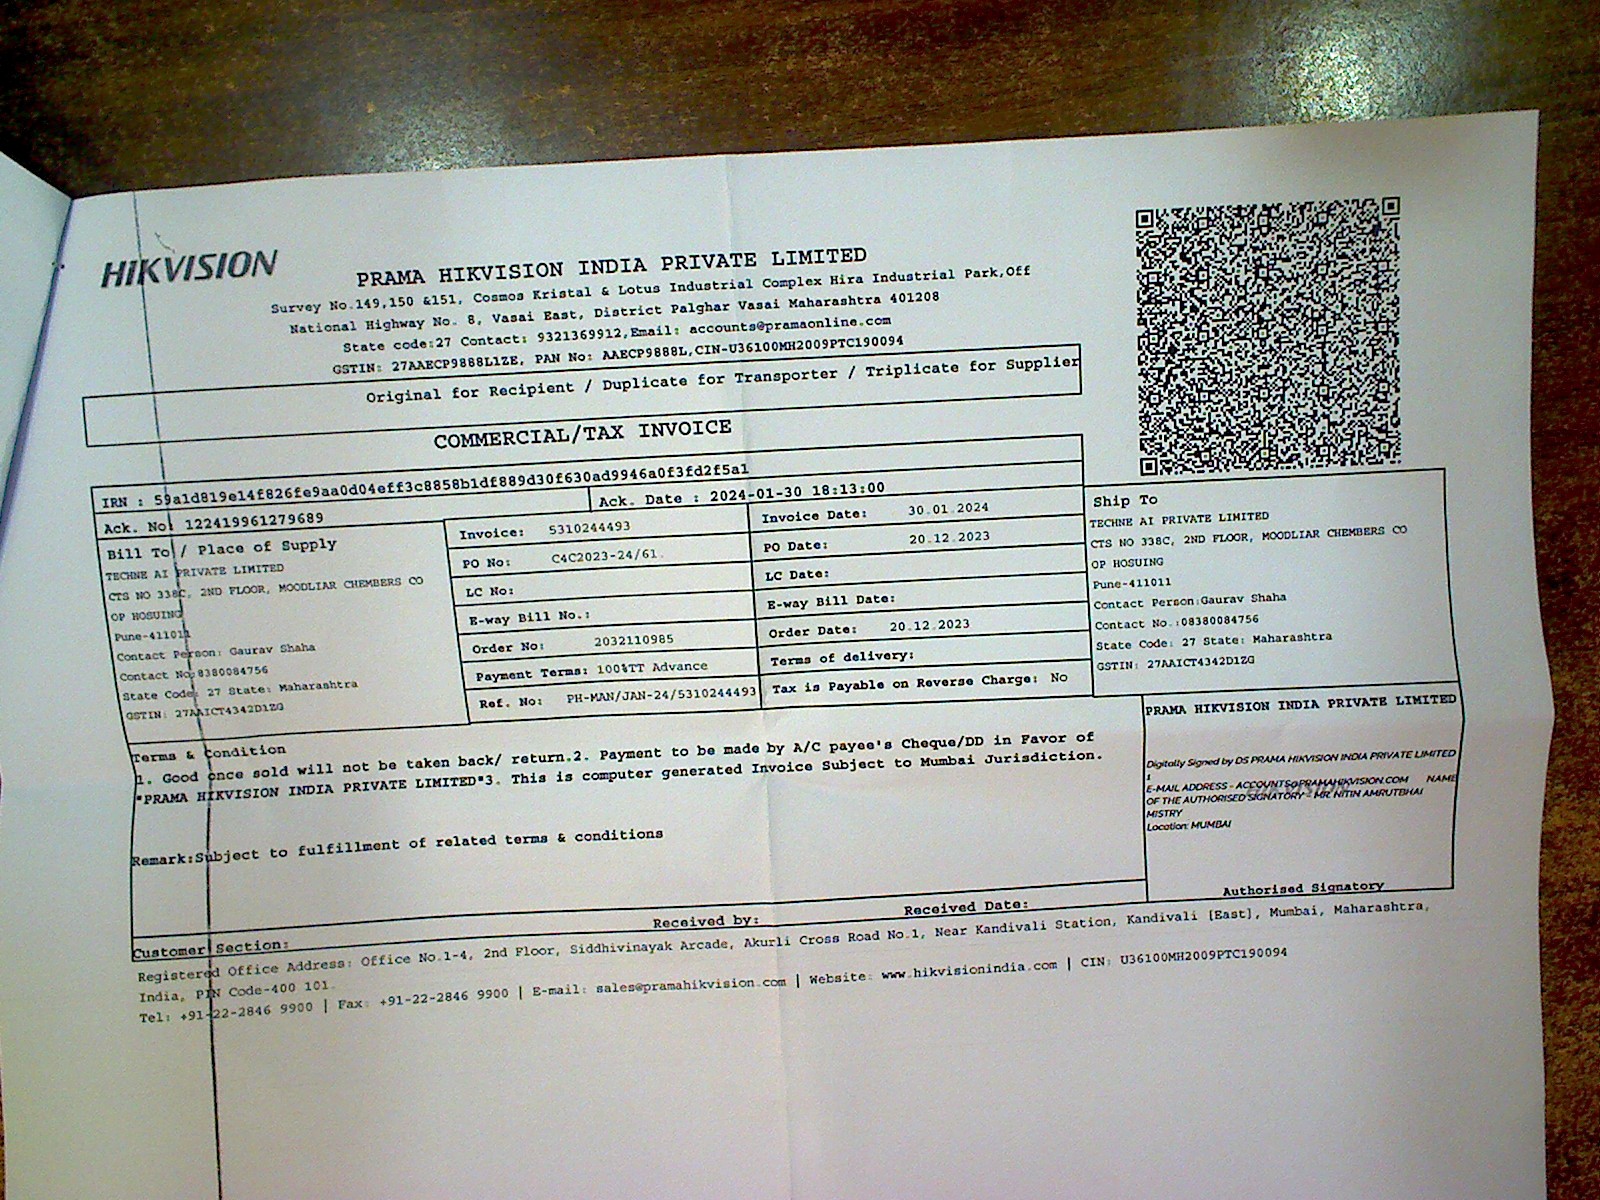 HIKVISION
PRAMA HIKVISION INDIA PRIVATE LIMITED
Survey No.149,150 &151, Cosmos Kristal & Lotus Industrial Complex Hira Industrial Park,Off
National Highway No. 8, Vasai East, District Palghar Vasai Maharashtra 401208
State code:27 Contact: 9321369912,Email: accounts@pramaonline.com
GSTIN: 27AAECP9888L1ZE, PAN No: AAECP9888L,CIN-U36100MH2009PTC190094
Original for Recipient / Duplicate for Transporter / Triplicate for Supplier
COMMERCIAL/TAX INVOICE
IRN : 59a1d819e14f826fe9aa0d04eff3c8858b1df889d30f630ad9946a0f3fd2f5a1
Ack. No: 122419961279689
Ack. Date : 2024-01-30 18:13:00
Bill To / Place of Supply
TECHNE AI PRIVATE LIMITED
CTS NO 338C, 2ND FLOOR, MOODLIAR CHEMBERS CO
OP HOSUING
Pune-411011
Contact Person: Gaurav Shaha
Contact No:8380084756
State Code: 27 State: Maharashtra
GSTIN: 27AAICT4342D1ZG
Invoice: 5310244493
PO No: C4C2023-24/61.
LC No:
E-way Bill No.:
Order No: 2032110985
Payment Terms: 100%TT Advance
Ref. No: PH-MAN/JAN-24/5310244493
Invoice Date: 30.01.2024
PO Date: 20.12.2023
LC Date:
E-way Bill Date:
Order Date: 20.12.2023
Terms of delivery:
Tax is Payable on Reverse Charge: No
Ship To
TECHNE AI PRIVATE LIMITED
CTS NO 338C, 2ND FLOOR, MOODLIAR CHEMBERS CO
OP HOSUING
Pune-411011
Contact Person:Gaurav Shaha
Contact No.:08380084756
State Code: 27 State: Maharashtra
GSTIN: 27AAICT4342D1ZG
Terms & Condition
1. Good once sold will not be taken back/ return.2. Payment to be made by A/C payee's Cheque/DD in Favor of
"PRAMA HIKVISION INDIA PRIVATE LIMITED"3. This is computer generated Invoice Subject to Mumbai Jurisdiction.
Remark:Subject to fulfillment of related terms & conditions
PRAMA HIKVISION INDIA PRIVATE LIMITED
Digitally Signed by DS PRAMA HIKVISION INDIA PRIVATE LIMITED
1
E-MAIL ADDRESS - ACCOUNTS@PRAMAHIKVISION.COM NAME
OF THE AUTHORISED SIGNATORY - MR. NITIN AMRUTBHAI
MISTRY
Location: MUMBAI
Authorised Signatory
Customer Section:
Received by:
Received Date:
Registered Office Address: Office No.1-4, 2nd Floor, Siddhivinayak Arcade, Akurli Cross Road No.1, Near Kandivali Station, Kandivali [East], Mumbai, Maharashtra,
India, PIN Code-400 101.
Tel: +91-22-2846 9900 | Fax: +91-22-2846 9900 | E-mail: sales@pramahikvision.com | Website: www.hikvisionindia.com | CIN: U36100MH2009PTC190094